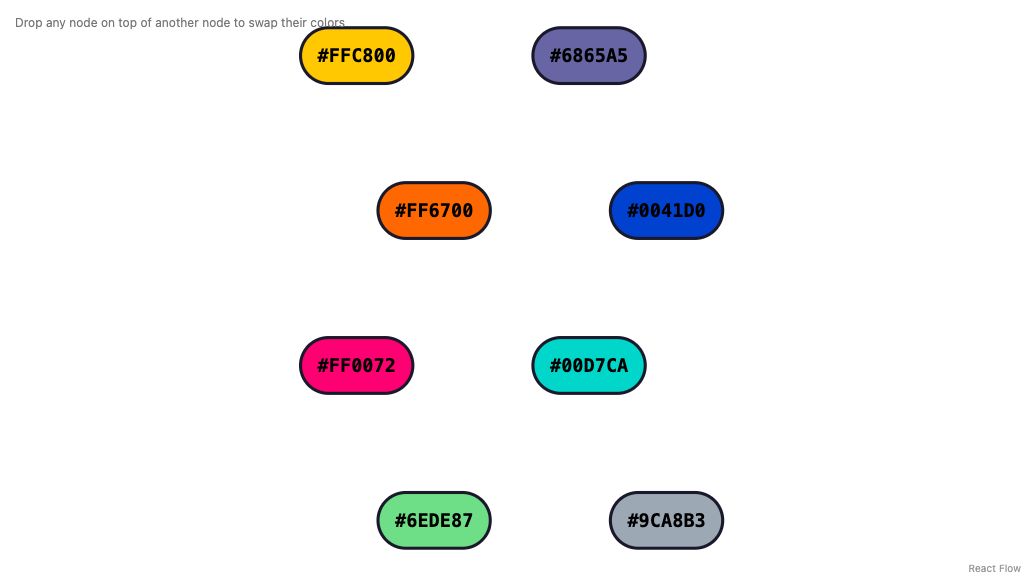 Drop any node on top of another node to swap their colors.
#FFC800
#6865A5
#FF6700
#0041D0
#FF0072
#00D7CA
#6EDE87
#9CA8B3
React Flow